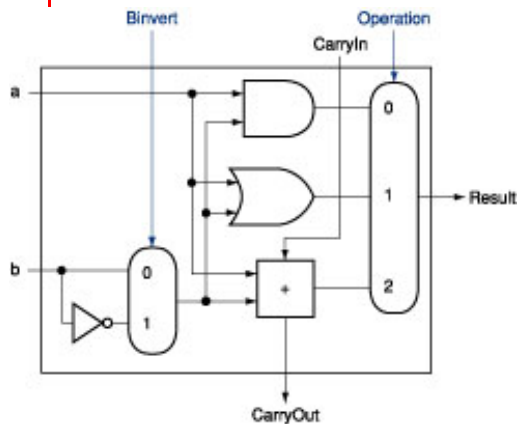 Binvert
Operation
CarryIn
a
0
1
Result
b
0
2
+
1
CarryOut